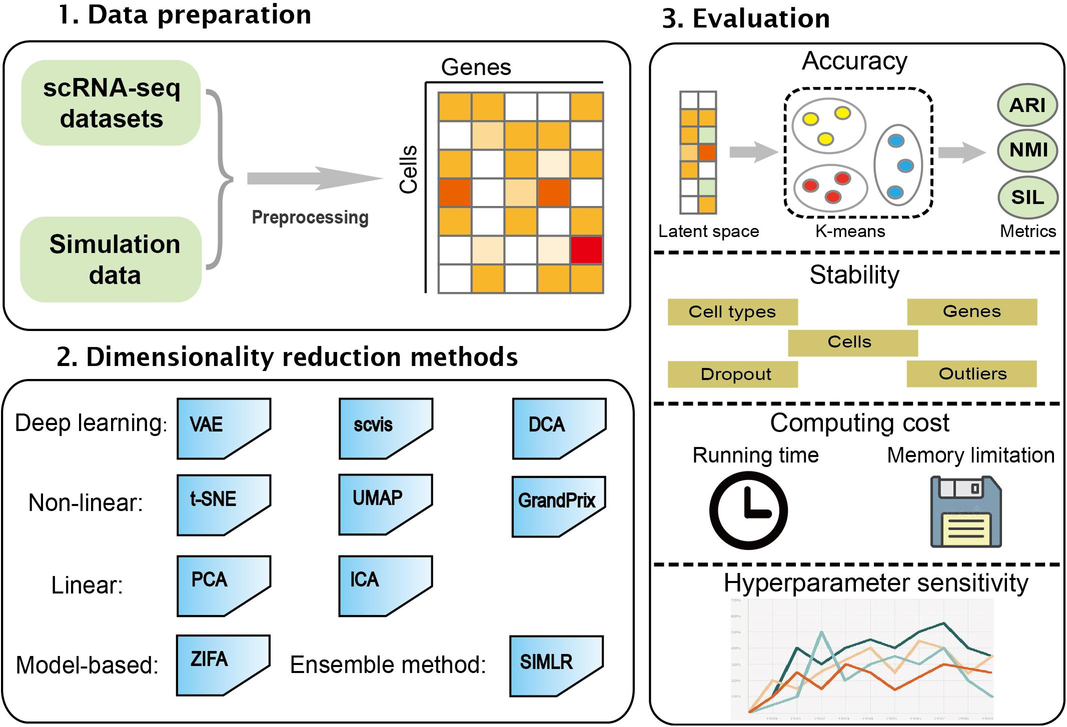 1. Data preparation
scRNA-seq
datasets
Simulation
data
Preprocessing
Genes
Cells
2. Dimensionality reduction methods
Deep learning:
VAE
scvis
DCA
Non-linear:
t-SNE
UMAP
GrandPrix
Linear:
PCA
ICA
Model-based:
ZIFA
Ensemble method:
SIMLR
3. Evaluation
Accuracy
Latent space
K-means
ARI
NMI
SIL
Metrics
Stability
Cell types
Genes
Cells
Dropout
Outliers
Computing cost
Running time
Memory limitation
Hyperparameter sensitivity